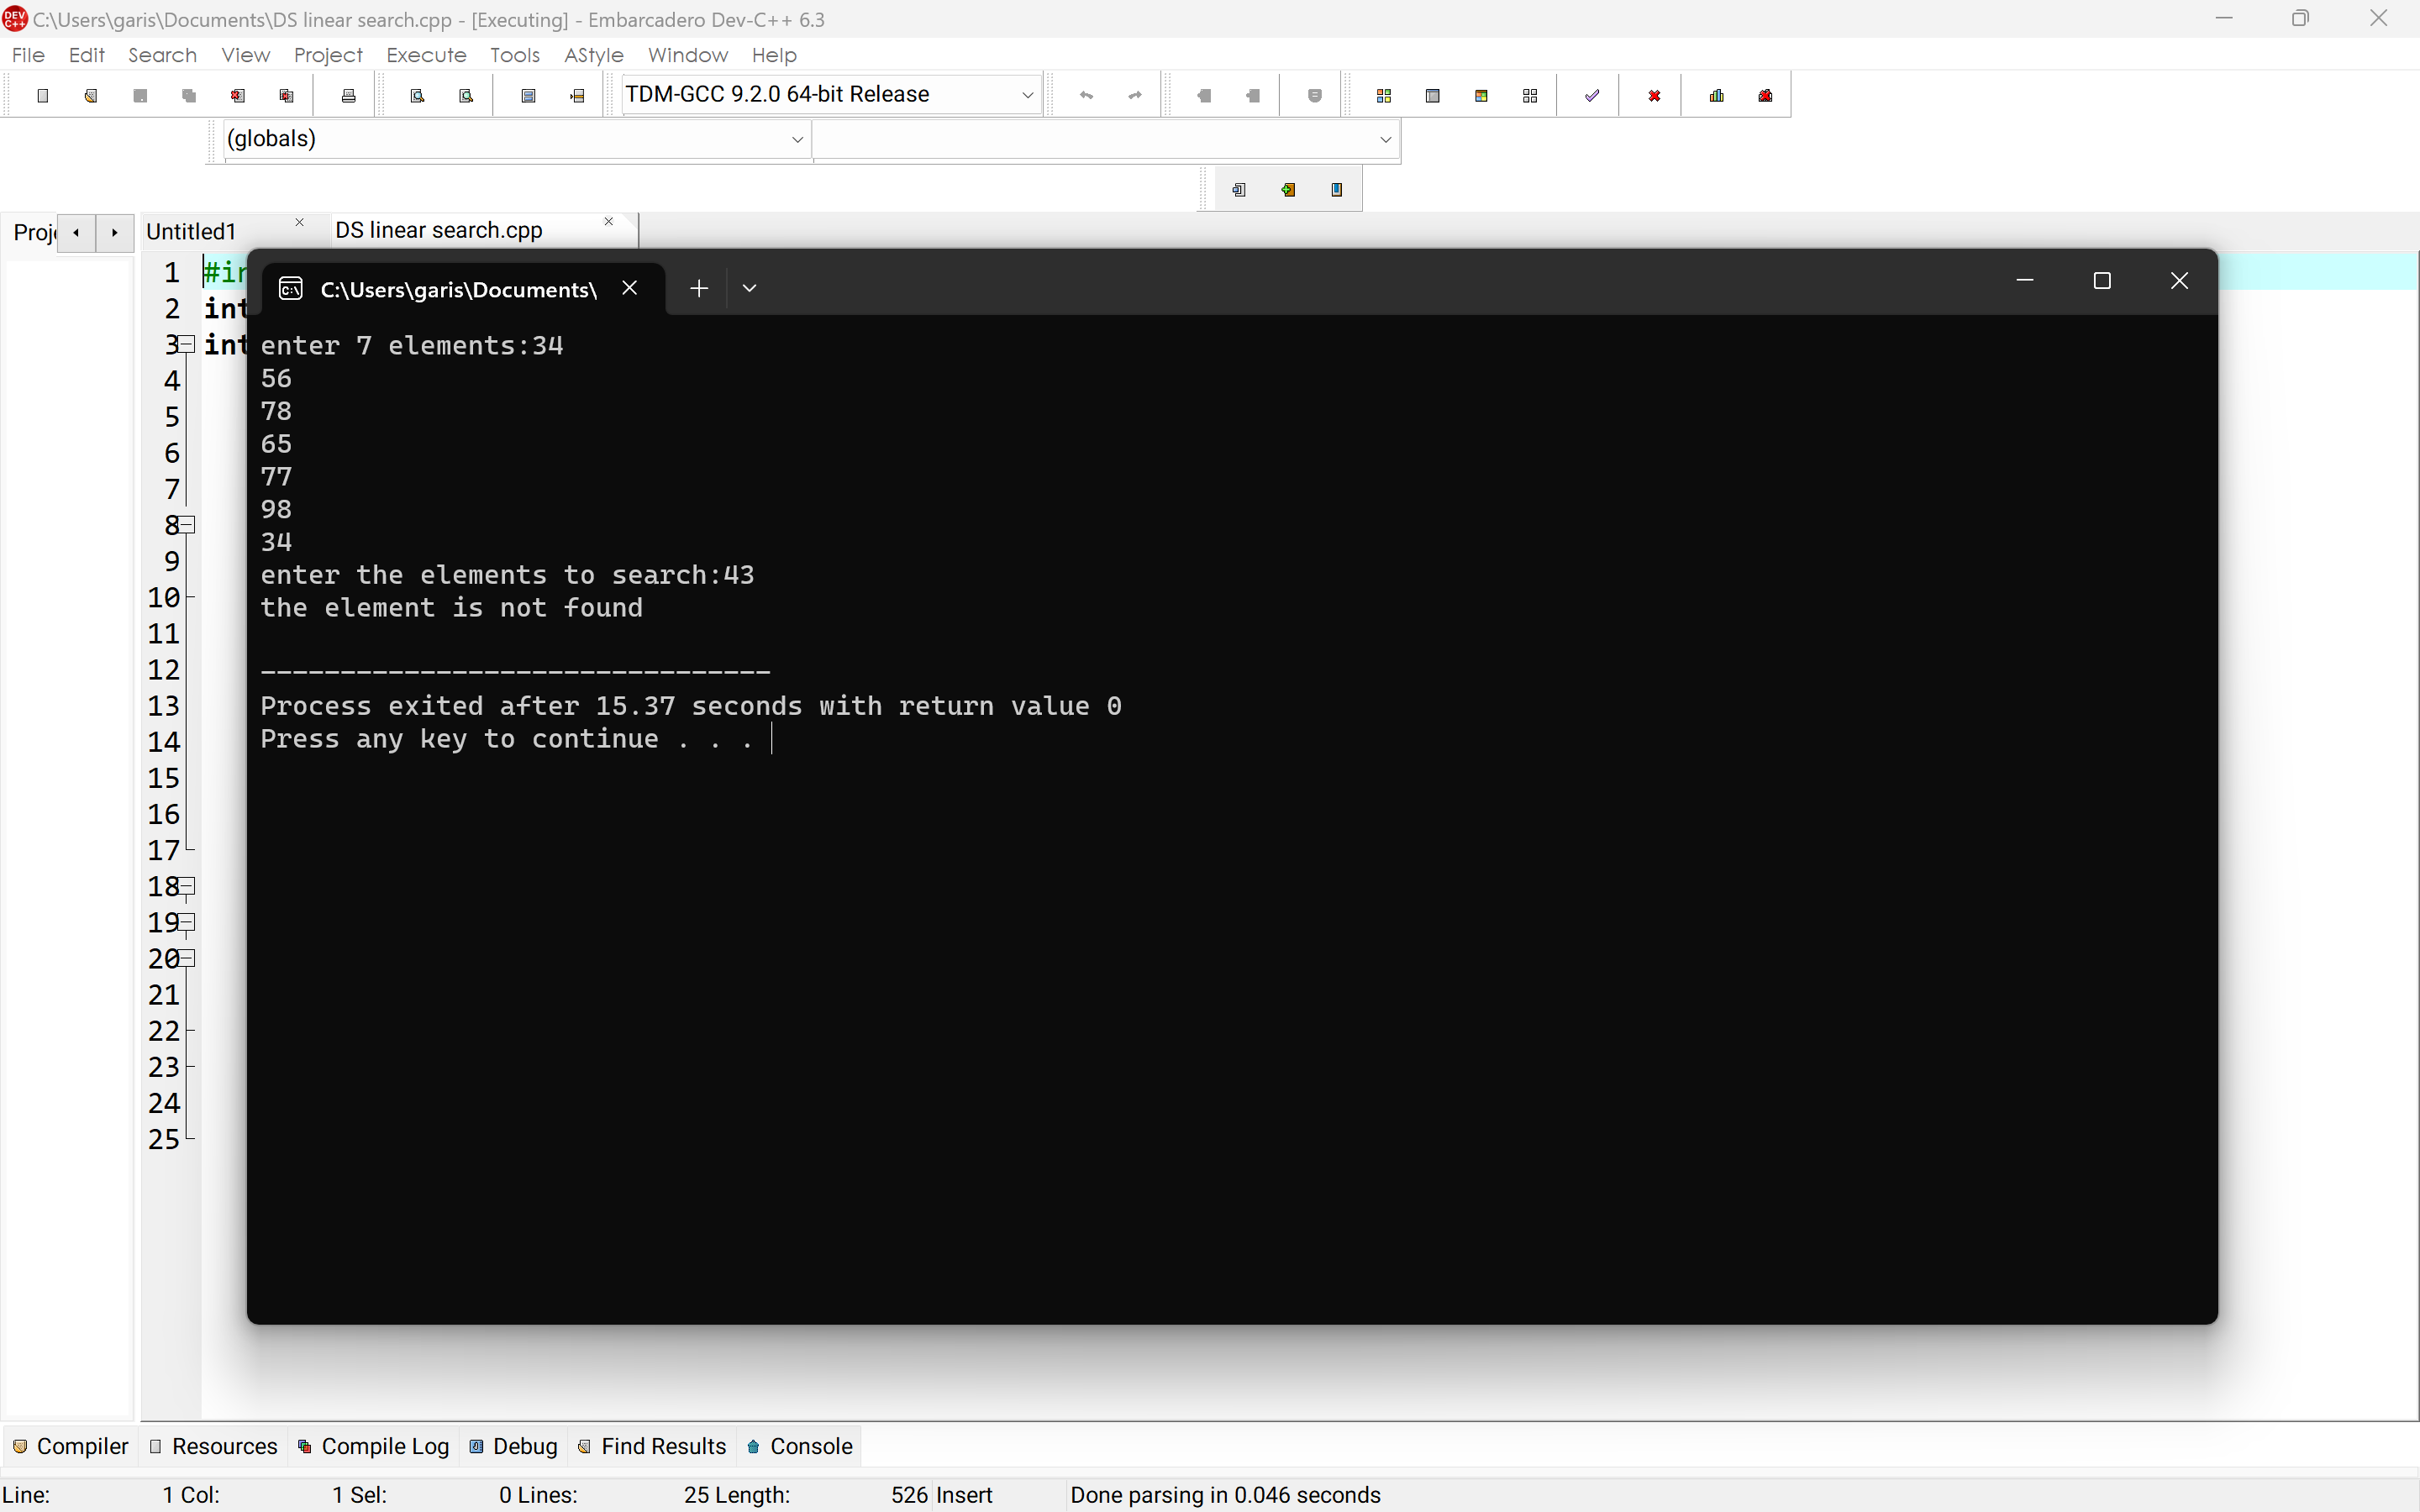 C:\Users\garis\Documents\DS linear search.cpp - [Executing] - Embarcadero Dev-C++ 6.3
File Edit Search View Project Execute Tools AStyle Window Help
TDM-GCC 9.2.0 64-bit Release
(globals)
Untitled1 DS linear search.cpp
C:\Users\garis\Documents\
1
2 int
3 int
4
5
6
7
8
9
10
11
12
13
14
15
16
17
18
19
20
21
22
23
24
25
enter 7 elements:34
56
78
65
77
98
34
enter the elements to search:43
the element is not found
--------------------------------
Process exited after 15.37 seconds with return value 0
Press any key to continue . . .
Compiler Resources Compile Log Debug Find Results Console
Line: 1 Col: 1 Sel: 0 Lines: 25 Length: 526 Insert Done parsing in 0.046 seconds